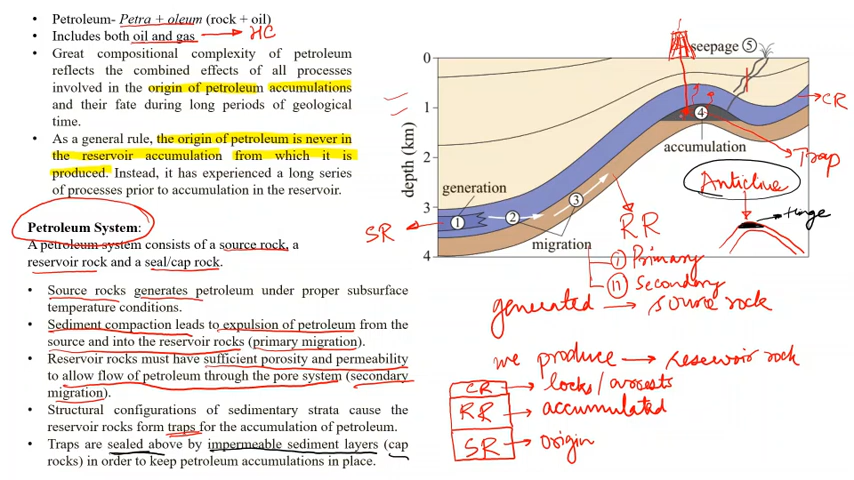 • Petroleum- Petra + oleum (rock + oil)
• Includes both oil and gas → HC
• Great compositional complexity of petroleum
reflects the combined effects of all processes
involved in the origin of petroleum accumulations
and their fate during long periods of geological
time.
• As a general rule, the origin of petroleum is never in
the reservoir accumulation from which it is
produced. Instead, it has experienced a long series
of processes prior to accumulation in the reservoir.
Petroleum System:
A petroleum system consists of a source rock, a
reservoir rock and a seal/cap rock.
• Source rocks generates petroleum under proper subsurface
temperature conditions.
• Sediment compaction leads to expulsion of petroleum from the
source and into the reservoir rocks (primary migration).
• Reservoir rocks must have sufficient porosity and permeability
to allow flow of petroleum through the pore system (secondary
migration).
• Structural configurations of sedimentary strata cause the
reservoir rocks form traps for the accumulation of petroleum.
• Traps are sealed above by impermeable sediment layers (cap
rocks) in order to keep petroleum accumulations in place.
seepage 5
0
1
2
3
4
depth (km)
CR
4
accumulation
Trap
generation
1
2
3
migration
SR
RR
Anticline
Hinge
I Primary
II Secondary
generated → source rock
we produce → reservoir rock
CR → locks/arrests
RR → accumulated
SR → origin